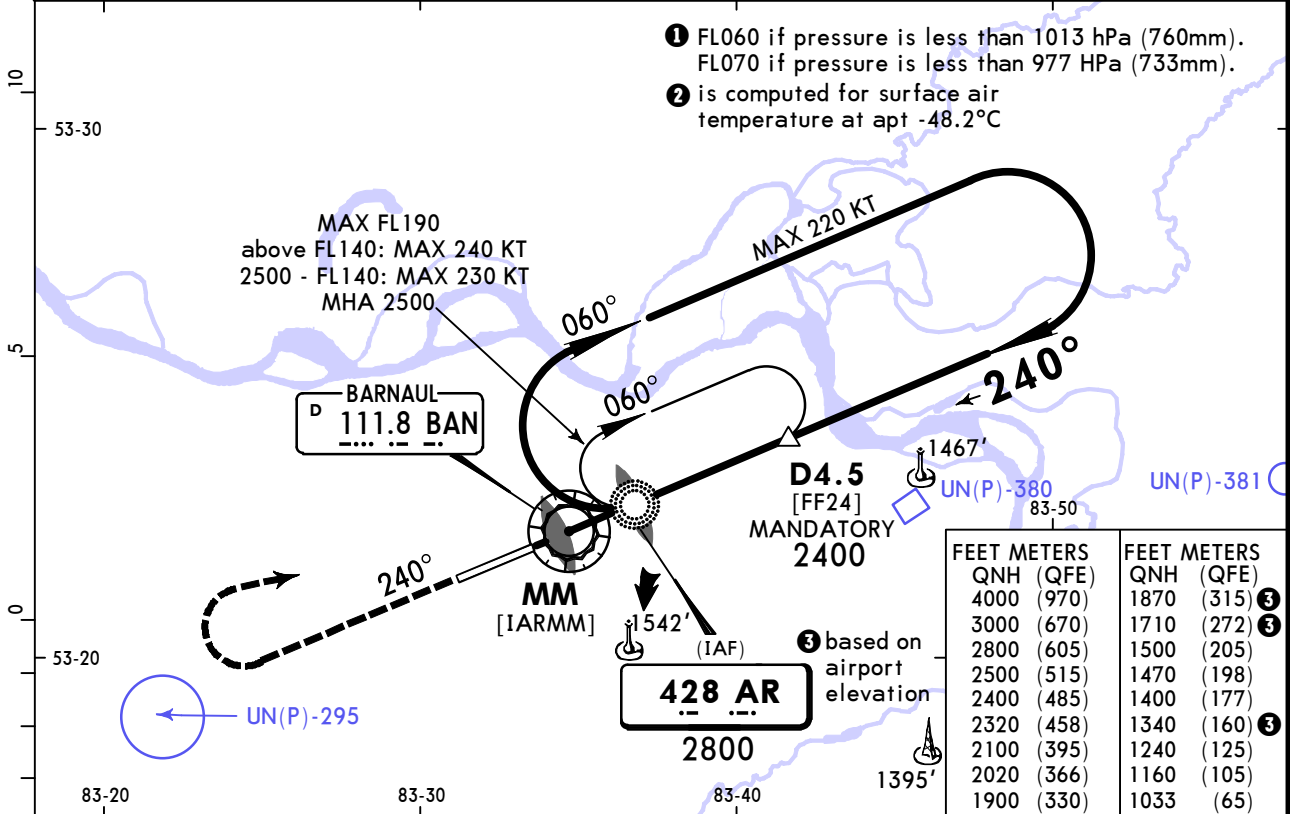 ❶ FL060 if pressure is less than 1013 hPa (760mm).
FL070 if pressure is less than 977 HPa (733mm).
❷ is computed for surface air
temperature at apt -48.2°C
10
53-30
MAX FL190
above FL140: MAX 240 KT
2500 - FL140: MAX 230 KT
MHA 2500
MAX 220 KT
060°
060°
240°
5
BARNAUL
D 111.8 BAN
D4.5
[FF24]
MANDATORY
2400
1467'
UN(P)-380
UN(P)-381
83-50
240°
MM
[IARMM]
0
1542'
(IAF)
428 AR
2800
❸ based on
airport
elevation
53-20
UN(P)-295
1395'
83-20
83-30
83-40
FEET METERS FEET METERS
QNH (QFE) QNH (QFE)
4000 (970) 1870 (315) ❸
3000 (670) 1710 (272) ❸
2800 (605) 1500 (205)
2500 (515) 1470 (198)
2400 (485) 1400 (177)
2320 (458) 1340 (160) ❸
2100 (395) 1240 (125)
2020 (366) 1160 (105)
1900 (330) 1033 (65)